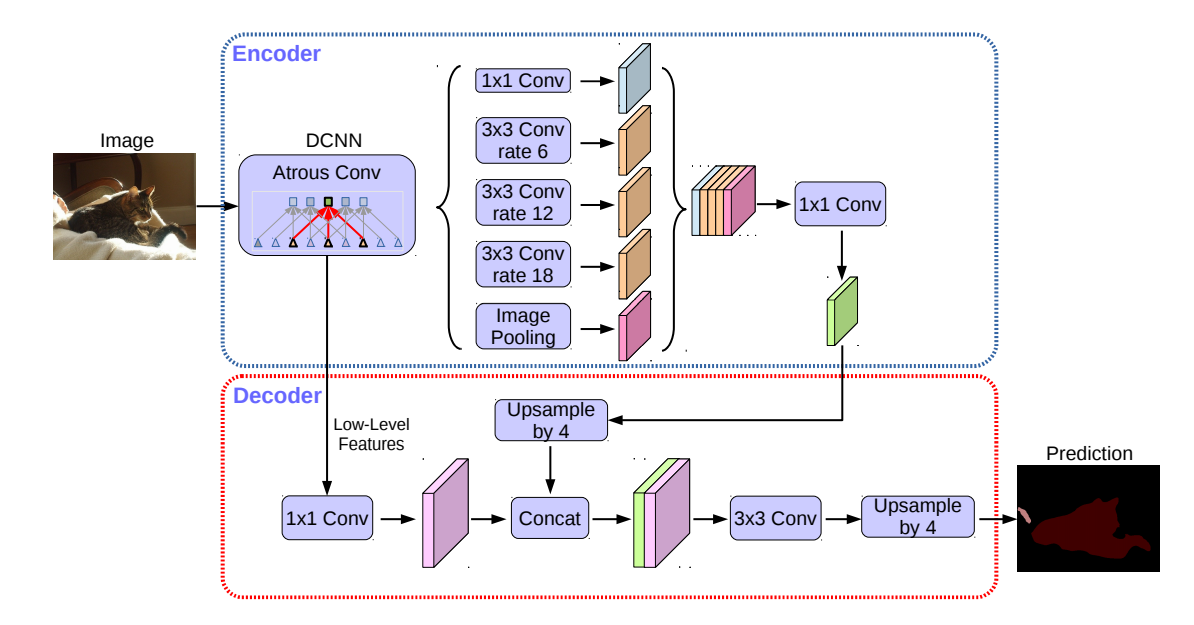 Encoder
Image
DCNN
Atrous Conv
1x1 Conv
3x3 Conv
rate 6
3x3 Conv
rate 12
3x3 Conv
rate 18
Image
Pooling
1x1 Conv
Decoder
Low-Level
Features
Upsample
by 4
1x1 Conv
Concat
3x3 Conv
Upsample
by 4
Prediction